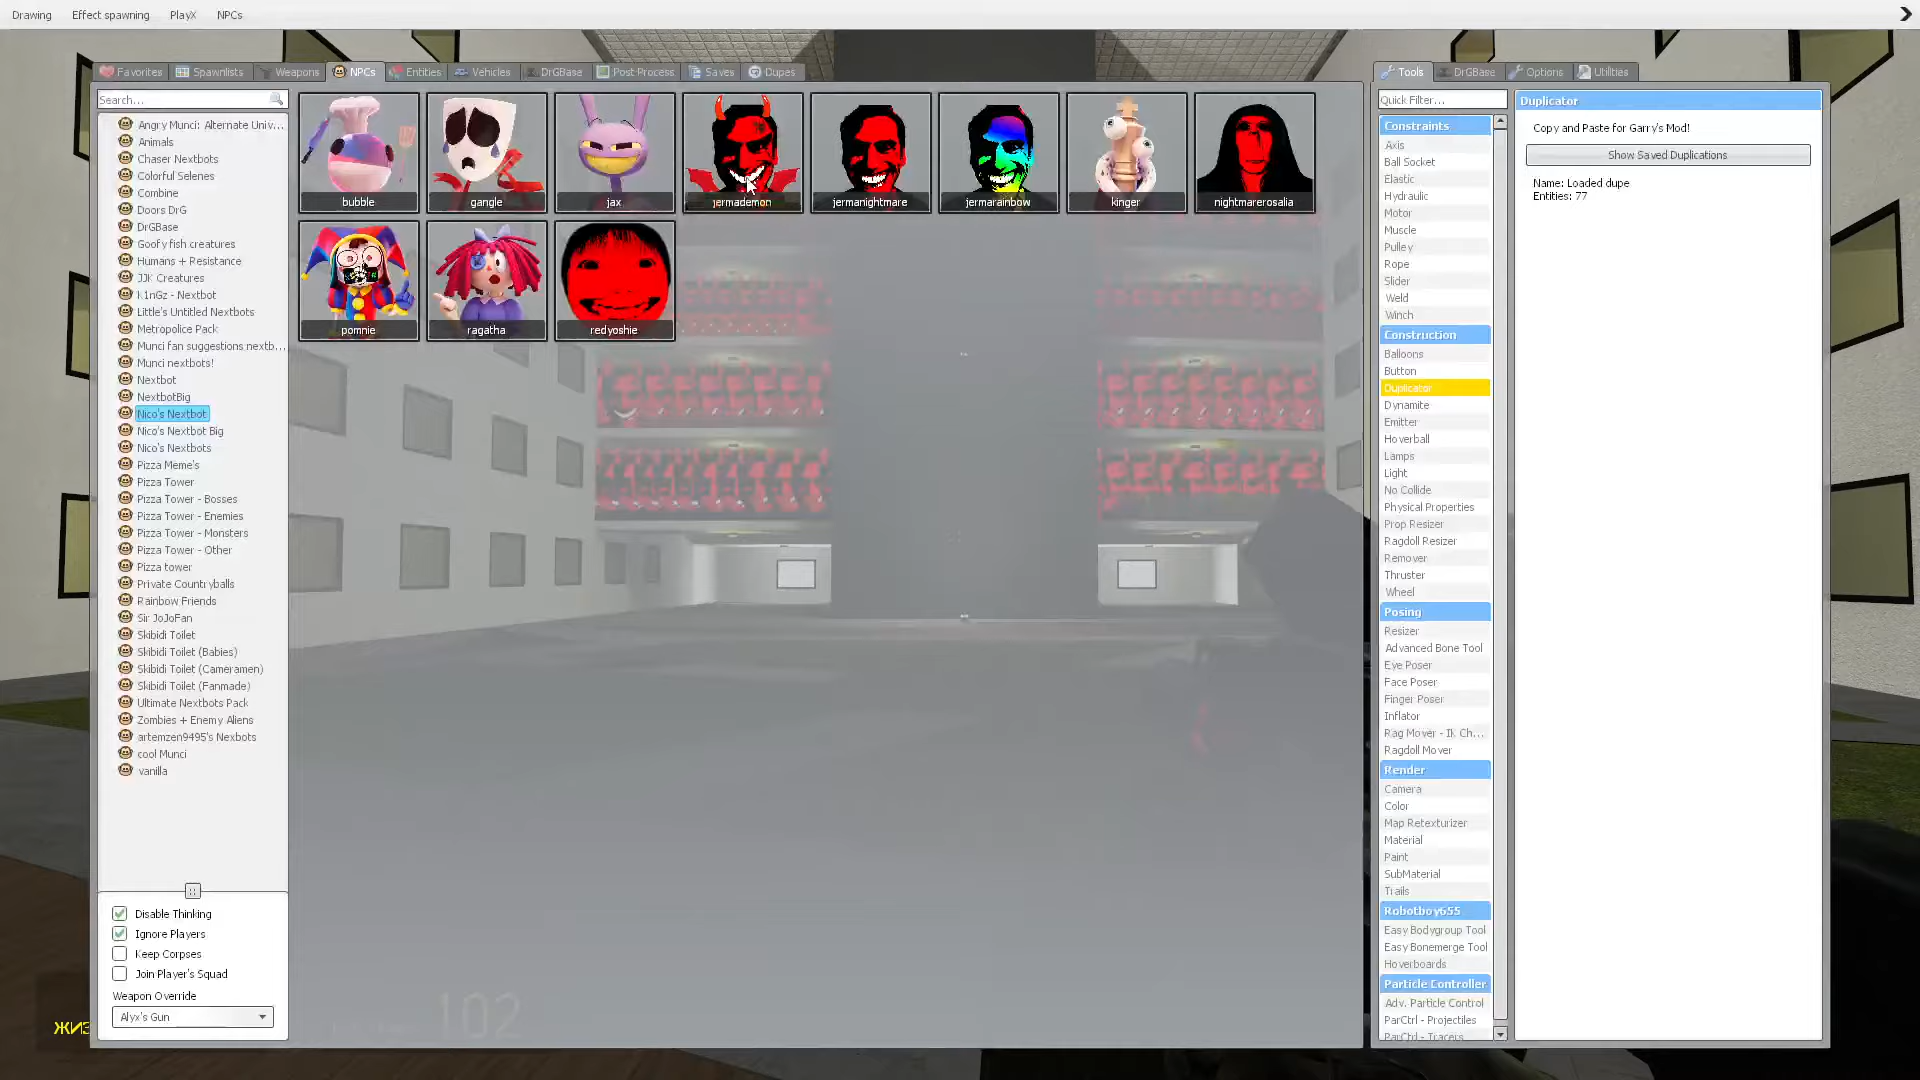 Drawing
Effect spawning
PlayX
NPCs
Favorites
Spawnlists
Weapons
NPCs
Entities
Vehicles
DrGBase
Post Process
Saves
Dupes
Search...
Angry Munci: Alternate Univ...
Animals
Chaser Nextbots
Colorful Selenes
Combine
Doors DrG
DrGBase
Goofy fish creatures
Humans + Resistance
JJK Creatures
K1nGz - Nextbot
Little's Untitled Nextbots
Metropolice Pack
Munci fan suggestions nextb...
Munci nextbots!
Nextbot
NextbotBig
Nico's Nextbot
Nico's Nextbot Big
Nico's Nextbots
Pizza Meme's
Pizza Tower
Pizza Tower - Bosses
Pizza Tower - Enemies
Pizza Tower - Monsters
Pizza Tower - Other
Pizza tower
Private Countryballs
Rainbow Friends
Sir JoJoFan
Skibidi Toilet
Skibidi Toilet (Babies)
Skibidi Toilet (Cameramen)
Skibidi Toilet (Fanmade)
Ultimate Nextbots Pack
Zombies + Enemy Aliens
artemzen9495's Nexbots
cool Munci
vanilla
Disable Thinking
Ignore Players
Keep Corpses
Join Player's Squad
Weapon Override
Alyx's Gun
ЖИЗ
102
bubble
gangle
jax
jermademon
jermanightmare
jermarainbow
kinger
nightmarerosalia
pomnie
ragatha
redyoshie
Tools
DrGBase
Options
Utilities
Quick Filter...
Constraints
Axis
Ball Socket
Elastic
Hydraulic
Motor
Muscle
Pulley
Rope
Slider
Weld
Winch
Construction
Balloons
Button
Duplicator
Dynamite
Emitter
Hoverball
Lamps
Light
No Collide
Physical Properties
Prop Resizer
Ragdoll Resizer
Remover
Thruster
Wheel
Posing
Resizer
Advanced Bone Tool
Eye Poser
Face Poser
Finger Poser
Inflator
Rag Mover - Ik Ch...
Ragdoll Mover
Render
Camera
Color
Map Retexturizer
Material
Paint
SubMaterial
Trails
Robotboy655
Easy Bodygroup Tool
Easy Bonemerge Tool
Hoverboards
Particle Controller
Adv. Particle Control
ParCtrl - Projectiles
ParCtrl - Tracers
Duplicator
Copy and Paste for Garry's Mod!
Show Saved Duplications
Name: Loaded dupe
Entities: 77